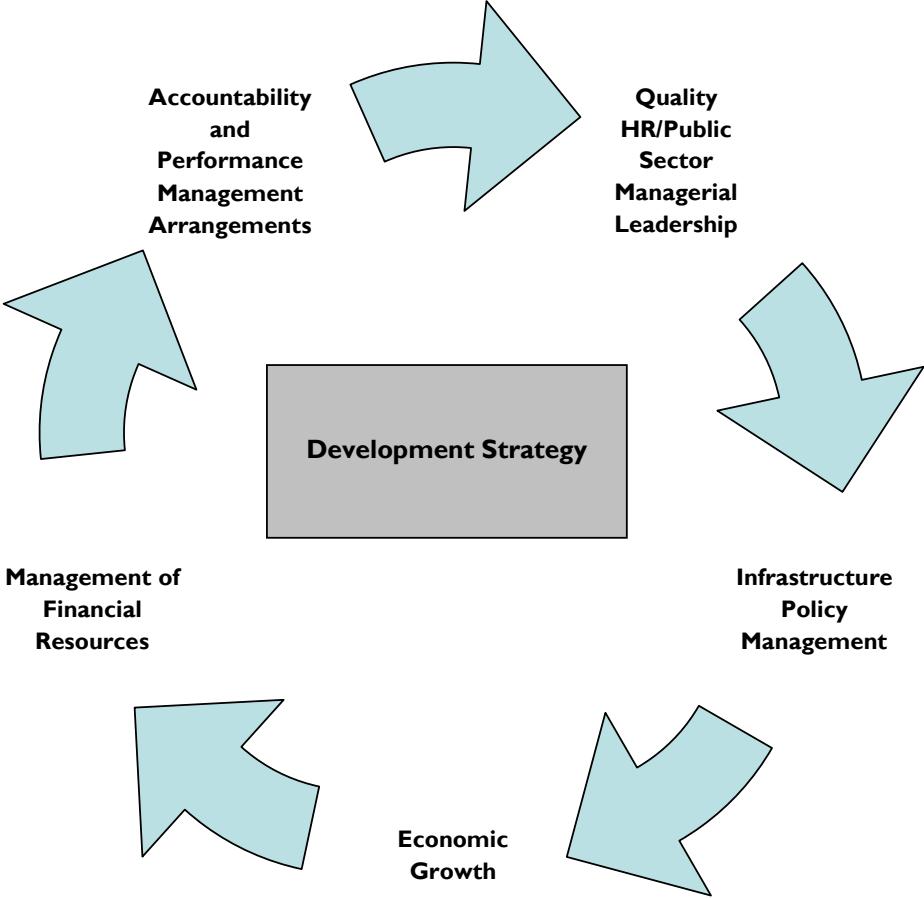 Accountability
and
Performance
Management
Arrangements
Quality
HR/Public
Sector
Managerial
Leadership
Development Strategy
Management of
Financial
Resources
Infrastructure
Policy
Management
Economic
Growth